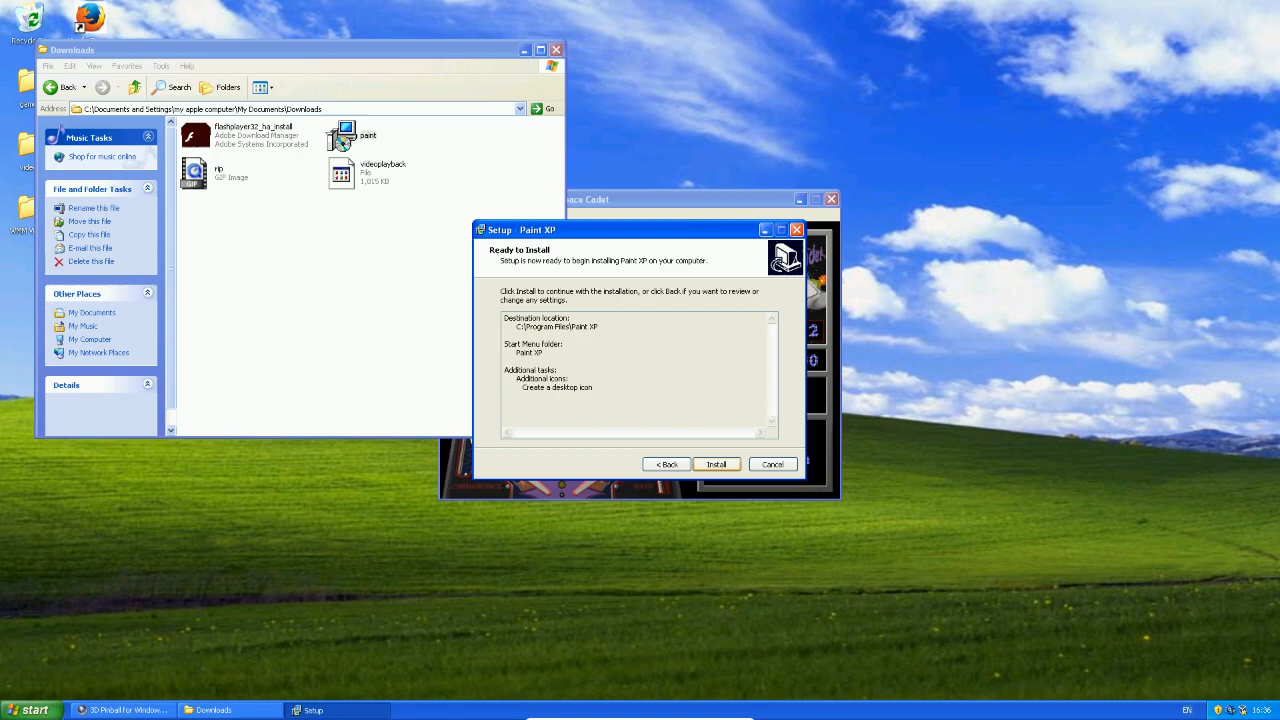 Downloads
File Edit View Favorites Tools Help
Back Search Folders
Address C:\Documents and Settings\my apple computer\My Documents\Downloads Go
Music Tasks
Shop for music online
File and Folder Tasks
Rename this file
Move this file
Copy this file
E-mail this file
Delete this file
Other Places
My Documents
My Music
My Computer
My Network Places
Details
flashplayer32_ha_install
Adobe Download Manager
Adobe Systems Incorporated
paint
rip
GIF Image
GIF
videoplayback
File
1,815 KB
ace Cadet
Setup - Paint XP
Ready to Install
Setup is now ready to begin installing Paint XP on your computer.
Click Install to continue with the installation, or click Back if you want to review or
change any settings.
Destination location:
C:\Program Files\Paint XP
Start Menu folder:
Paint XP
Additional tasks:
Additional icons:
Create a desktop icon
< Back Install Cancel
2
0
CINEMATRONICS
start 3D Pinball for Window... Downloads Setup EN 16:36